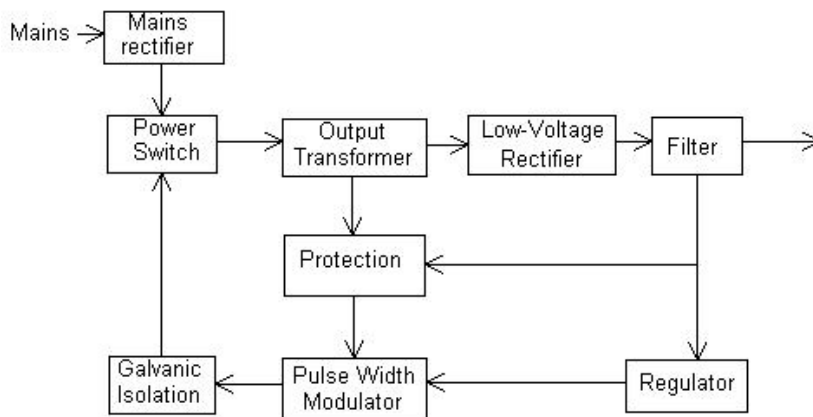 Mains
Mains
rectifier
Power
Switch
Output
Transformer
Low-Voltage
Rectifier
Filter
Protection
Galvanic
Isolation
Pulse Width
Modulator
Regulator